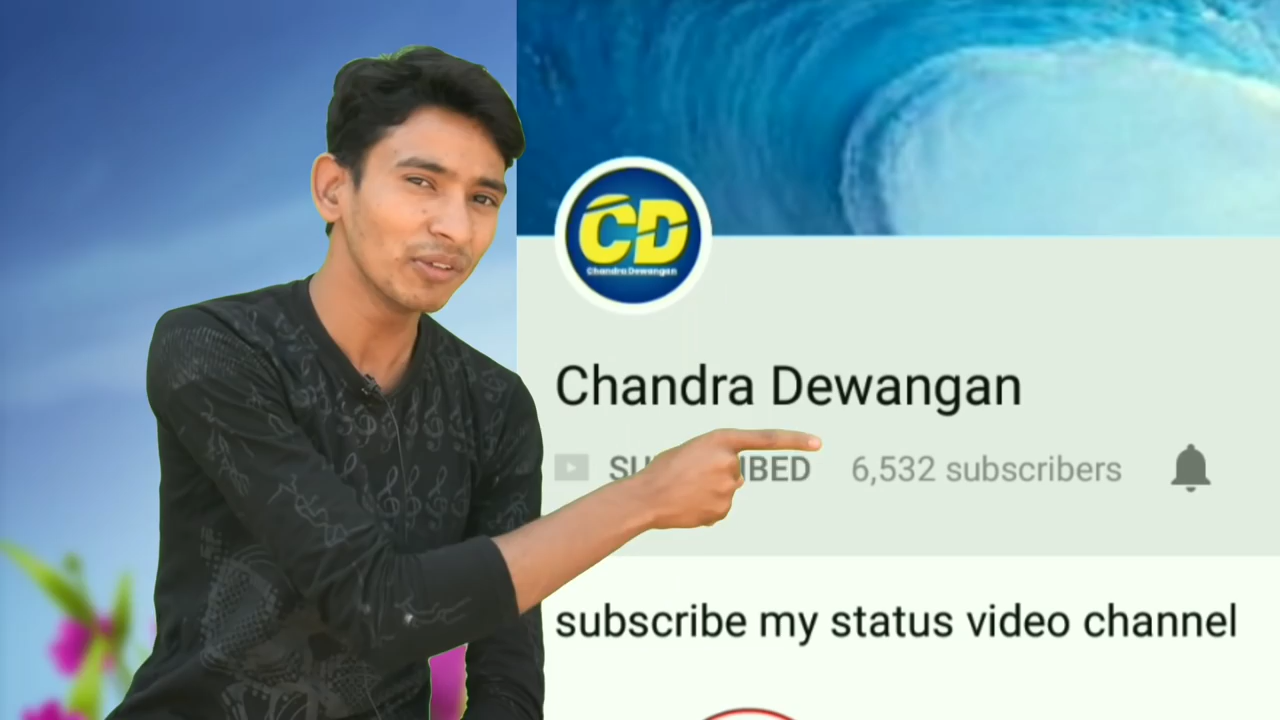 CD
Chandra Dewangan
Chandra Dewangan
6,532 subscribers
subscribe my status video channel